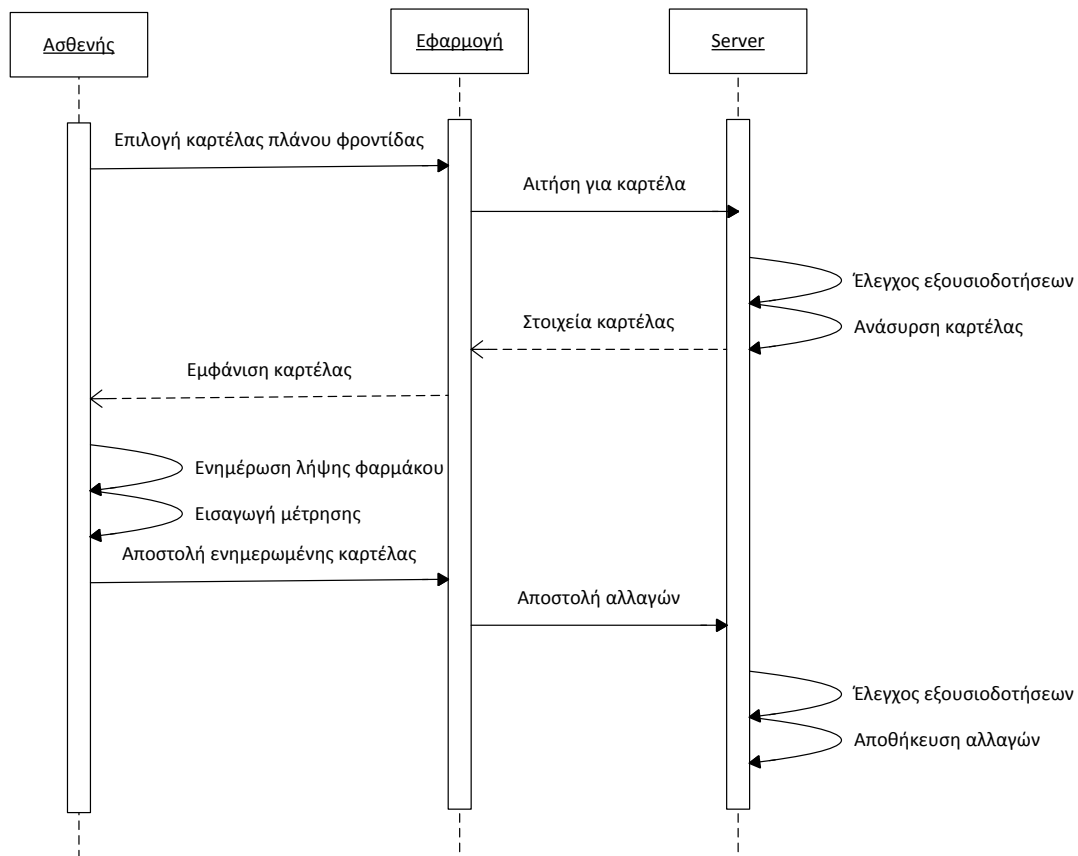 Ασθενής
Εφαρμογή
Server
Επιλογή καρτέλας πλάνου φροντίδας
Αιτήση για καρτέλα
Έλεγχος εξουσιοδοτήσεων
Στοιχεία καρτέλας
Ανάσυρση καρτέλας
Εμφάνιση καρτέλας
Ενημέρωση λήψης φαρμάκου
Εισαγωγή μέτρησης
Αποστολή ενημερωμένης καρτέλας
Αποστολή αλλαγών
Έλεγχος εξουσιοδοτήσεων
Αποθήκευση αλλαγών